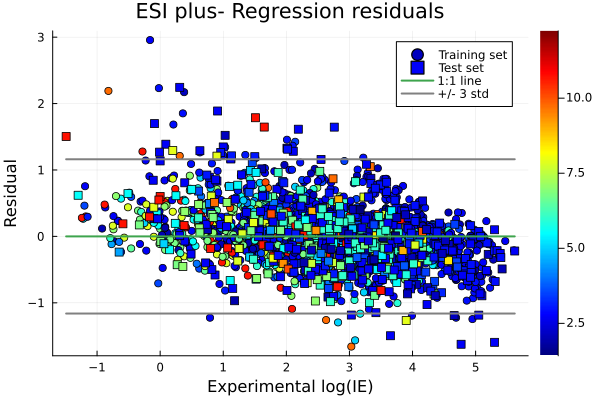 ESI plus- Regression residuals
Training set
Test set
1:1 line
+/- 3 std
3
2
1
0
−1
−1
0
1
2
3
4
5
10.0
7.5
5.0
2.5
Residual
Experimental log(IE)